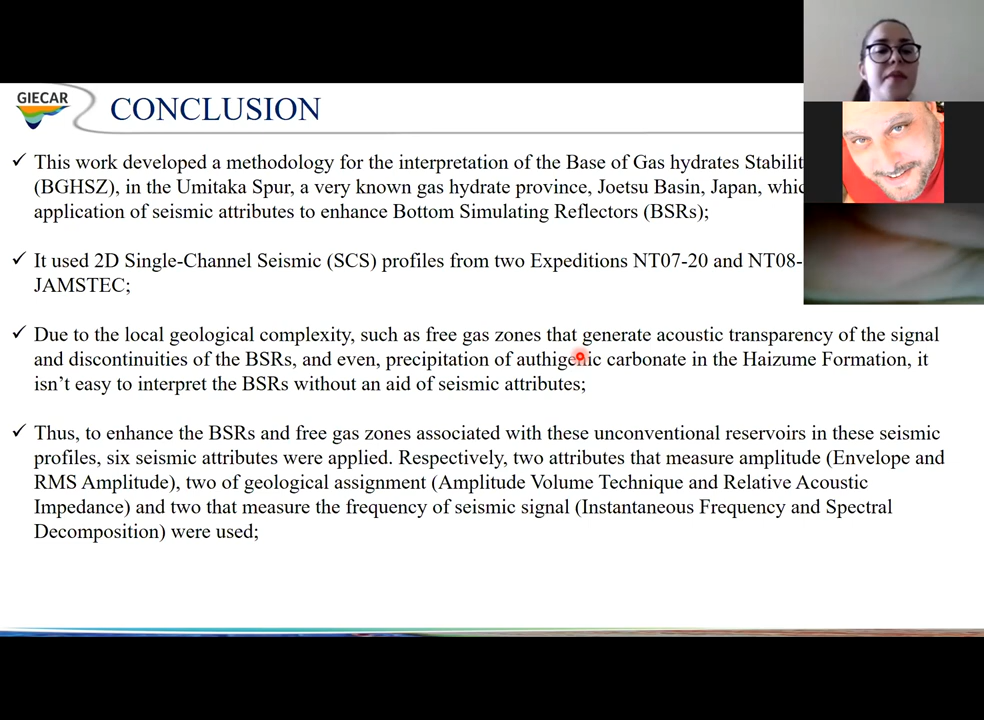 GIECAR
CONCLUSION
✓ This work developed a methodology for the interpretation of the Base of Gas hydrates Stabilit
(BGHSZ), in the Umitaka Spur, a very known gas hydrate province, Joetsu Basin, Japan, whic
application of seismic attributes to enhance Bottom Simulating Reflectors (BSRs);
✓ It used 2D Single-Channel Seismic (SCS) profiles from two Expeditions NT07-20 and NT08-
JAMSTEC;
✓ Due to the local geological complexity, such as free gas zones that generate acoustic transparency of the signal
and discontinuities of the BSRs, and even, precipitation of authigenic carbonate in the Haizume Formation, it
isn't easy to interpret the BSRs without an aid of seismic attributes;
✓ Thus, to enhance the BSRs and free gas zones associated with these unconventional reservoirs in these seismic
profiles, six seismic attributes were applied. Respectively, two attributes that measure amplitude (Envelope and
RMS Amplitude), two of geological assignment (Amplitude Volume Technique and Relative Acoustic
Impedance) and two that measure the frequency of seismic signal (Instantaneous Frequency and Spectral
Decomposition) were used;